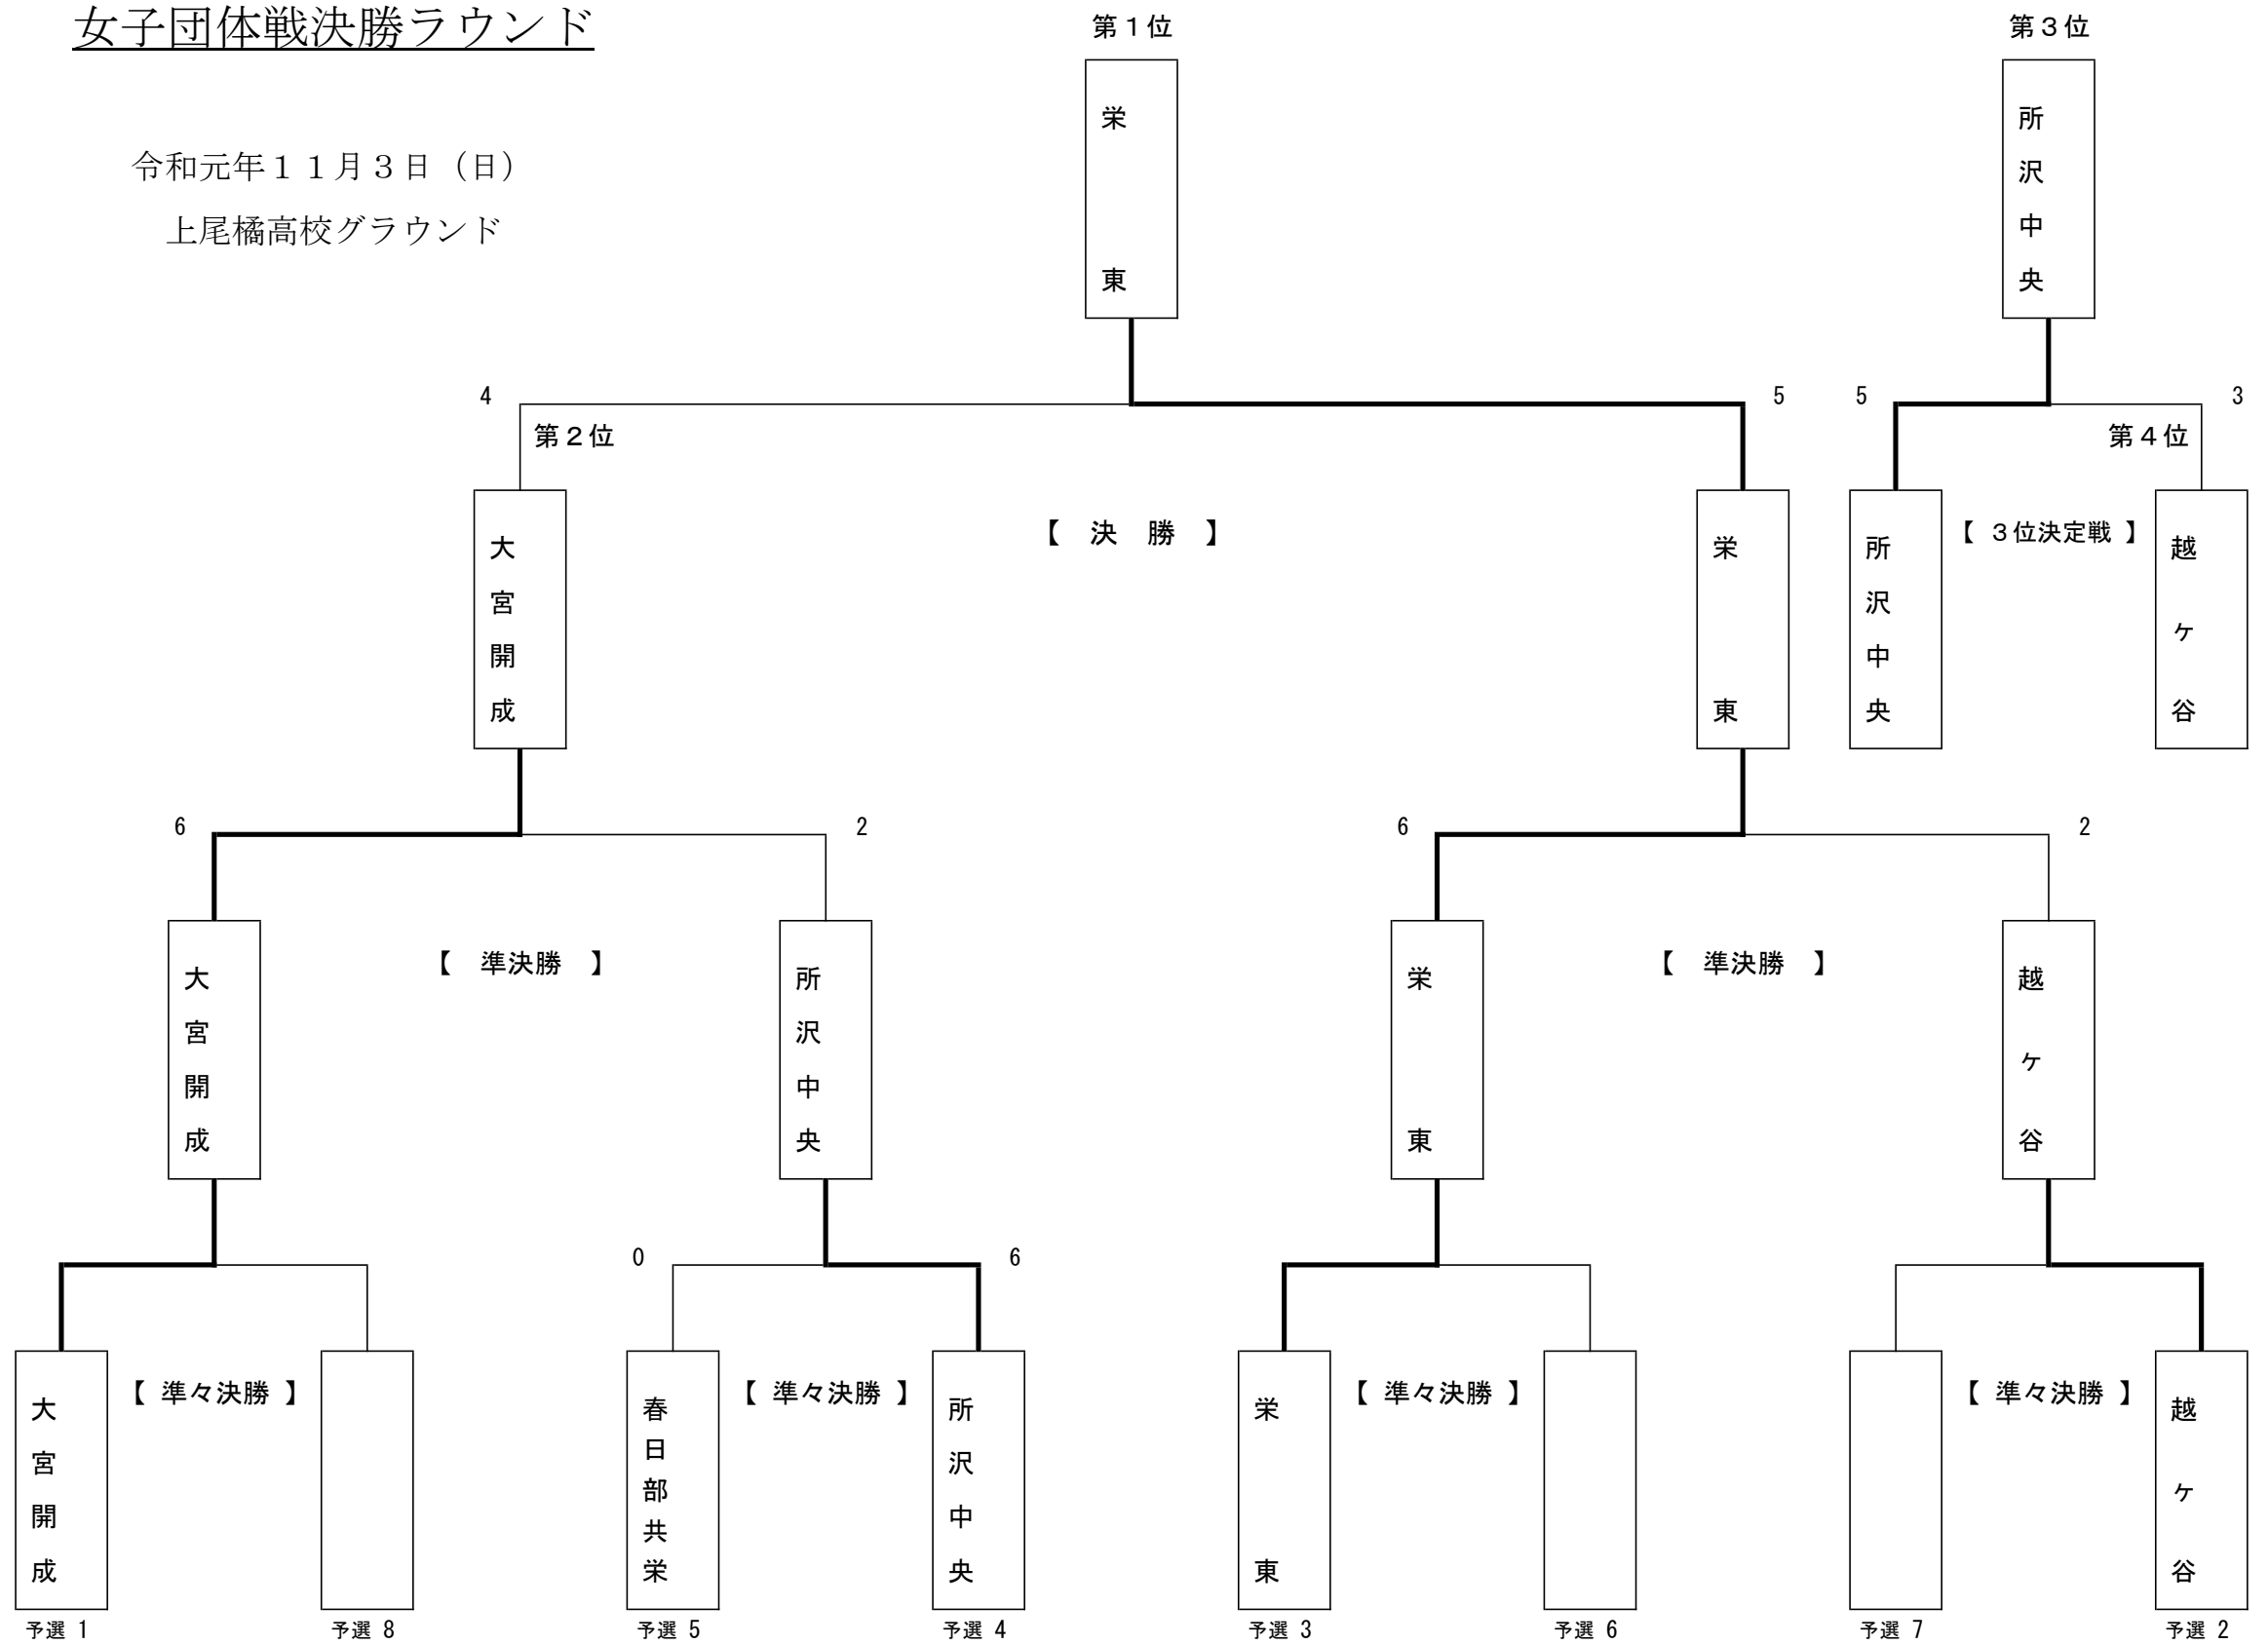 女子団体戦決勝ラウンド
第１位
第３位
栄東
所沢中央
令和元年１１月３日（日）
上尾橘高校グラウンド
4
5
5
3
第２位
第４位
【　決　勝　】
【 ３位決定戦 】
大宮開成
栄東
所沢中央
越ヶ谷
6
2
6
2
【　準決勝　】
【　準決勝　】
大宮開成
所沢中央
栄東
越ヶ谷
0
6
【 準々決勝 】
【 準々決勝 】
【 準々決勝 】
【 準々決勝 】
大宮開成
春日部共栄
所沢中央
栄東
越ヶ谷
予選 1
予選 8
予選 5
予選 4
予選 3
予選 6
予選 7
予選 2